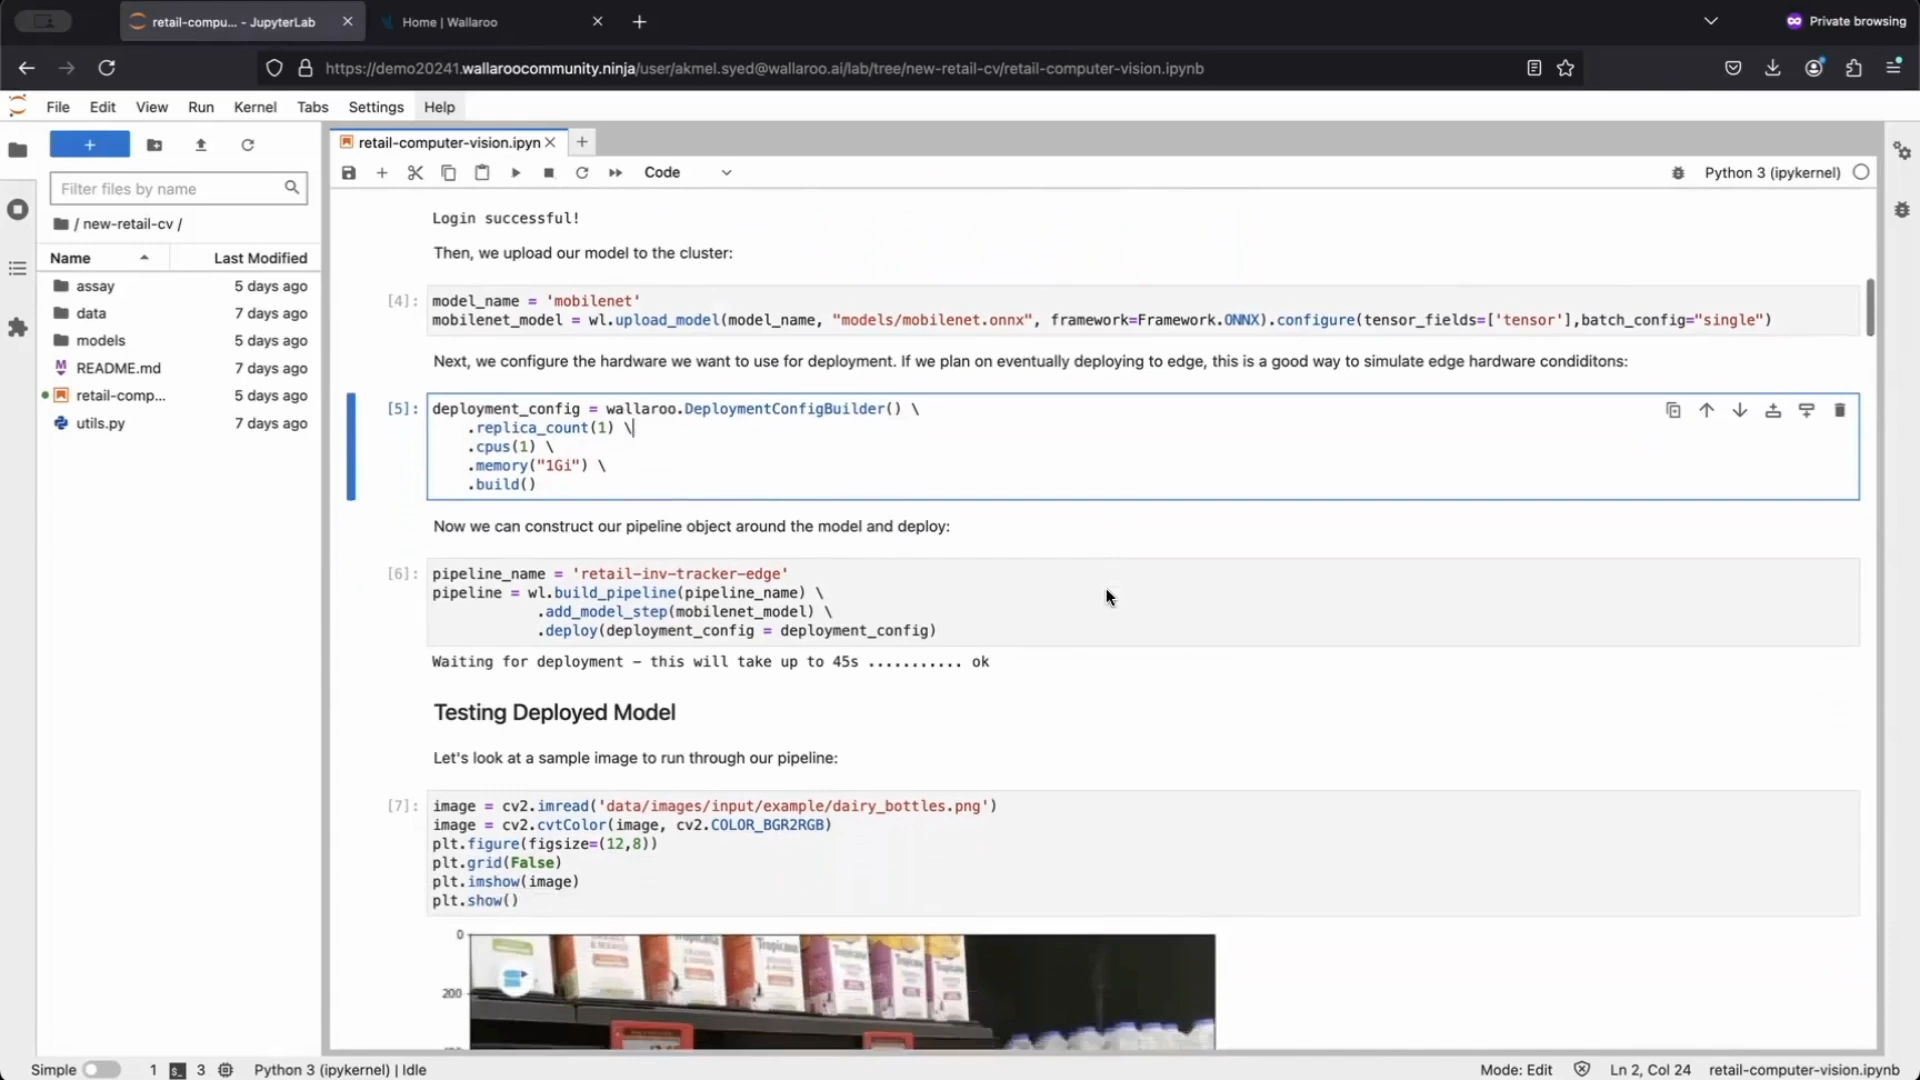 retail-compu... - JupyterLab
Home | Wallaroo
Private browsing
https://demo20241.wallaroocommunity.ninja/user/akmel.syed@wallaroo.ai/lab/tree/new-retail-cv/retail-computer-vision.ipynb
File Edit View Run Kernel Tabs Settings Help
retail-computer-vision.ipyn
Filter files by name
Code
Python 3 (ipykernel)
/ new-retail-cv /
Name Last Modified
assay 5 days ago
data 7 days ago
models 5 days ago
README.md 7 days ago
retail-comp... 5 days ago
utils.py 7 days ago
Login successful!
Then, we upload our model to the cluster:
[4]: model_name = 'mobilenet'
mobilenet_model = wl.upload_model(model_name, "models/mobilenet.onnx", framework=Framework.ONNX).configure(tensor_fields=['tensor'],batch_config="single")
Next, we configure the hardware we want to use for deployment. If we plan on eventually deploying to edge, this is a good way to simulate edge hardware condiditons:
[5]: deployment_config = wallaroo.DeploymentConfigBuilder() \
.replica_count(1) \
.cpus(1) \
.memory("1Gi") \
.build()
Now we can construct our pipeline object around the model and deploy:
[6]: pipeline_name = 'retail-inv-tracker-edge'
pipeline = wl.build_pipeline(pipeline_name) \
.add_model_step(mobilenet_model) \
.deploy(deployment_config = deployment_config)
Waiting for deployment - this will take up to 45s ........... ok
Testing Deployed Model
Let's look at a sample image to run through our pipeline:
[7]: image = cv2.imread('data/images/input/example/dairy_bottles.png')
image = cv2.cvtColor(image, cv2.COLOR_BGR2RGB)
plt.figure(figsize=(12,8))
plt.grid(False)
plt.imshow(image)
plt.show()
0
Tropicana
200
Simple 1 3 Python 3 (ipykernel) | Idle
Mode: Edit Ln 2, Col 24 retail-computer-vision.ipynb